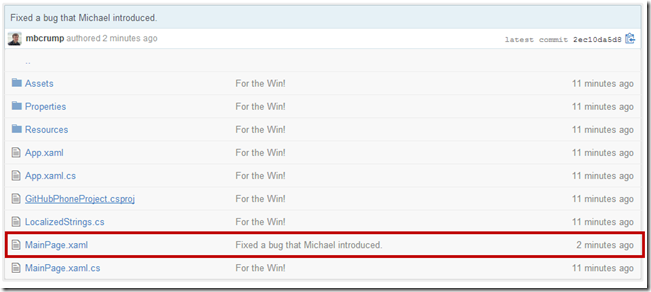 Fixed a bug that Michael introduced.
mbcrump authored 2 minutes ago latest commit 2ec10da5d8
..
Assets For the Win! 11 minutes ago
Properties For the Win! 11 minutes ago
Resources For the Win! 11 minutes ago
App.xaml For the Win! 11 minutes ago
App.xaml.cs For the Win! 11 minutes ago
GitHubPhoneProject.csproj For the Win! 11 minutes ago
LocalizedStrings.cs For the Win! 11 minutes ago
MainPage.xaml Fixed a bug that Michael introduced. 2 minutes ago
MainPage.xaml.cs For the Win! 11 minutes ago